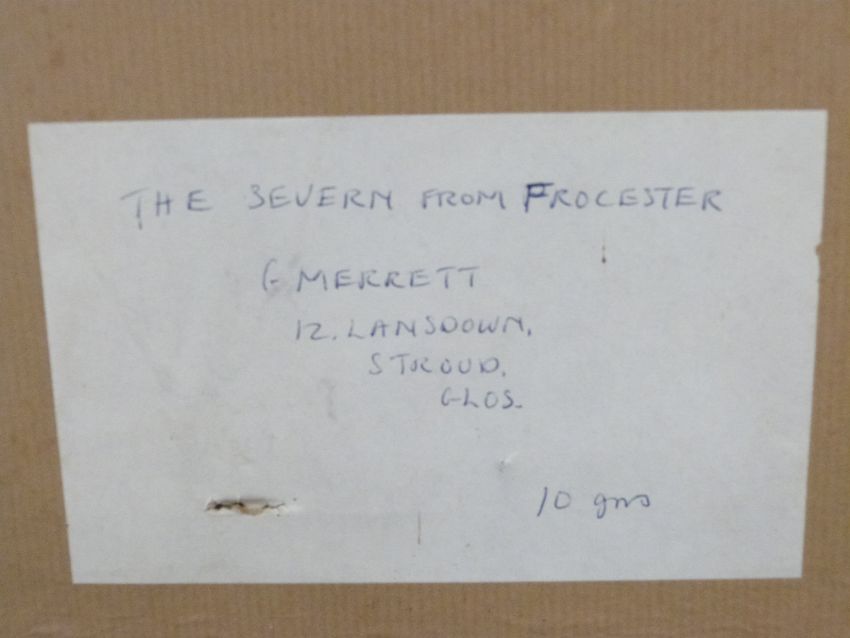 THE SEVERN FROM FROCESTER
G MERRETT
12. LANSDOWN,
STROUD,
GLOS.
10 gns